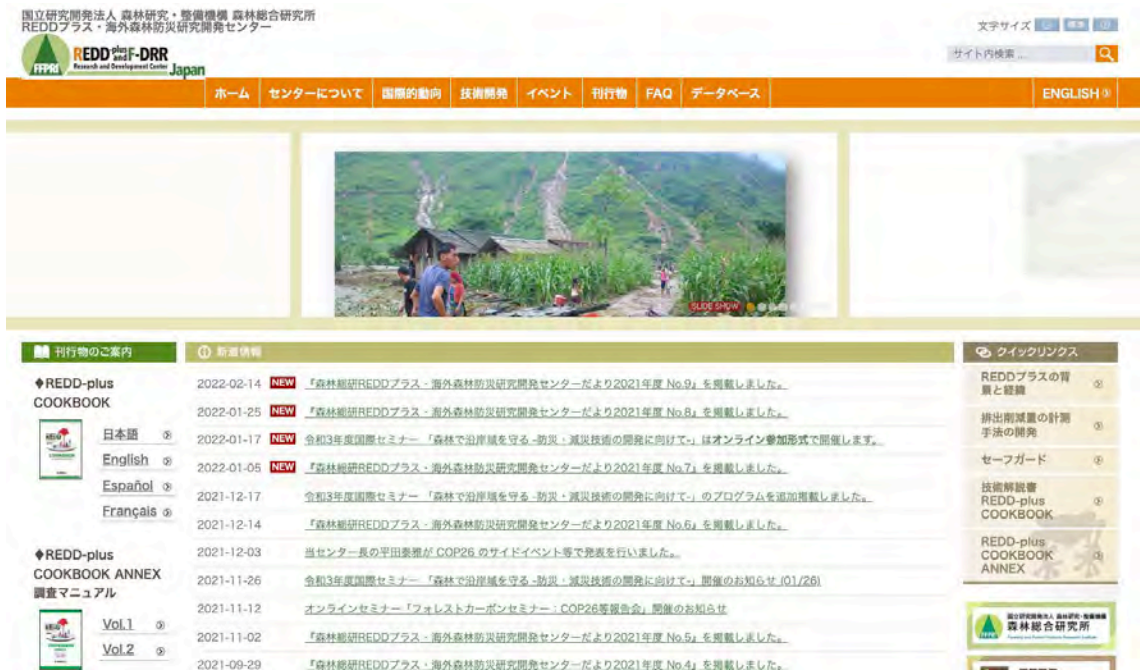 国立研究開発法人 森林研究・整備機構 森林総合研究所
REDDプラス・海外森林防災研究開発センター
FFPRI
REDD plus and F-DRR
Research and Development Center Japan
文字サイズ
サイト内検索 ...
ホーム センターについて 国際的動向 技術開発 イベント 刊行物 FAQ データベース ENGLISH
SLIDE SHOW
刊行物のご案内
◆REDD-plus
COOKBOOK
日本語
English
Español
Français
◆REDD-plus
COOKBOOK ANNEX
調査マニュアル
Vol.1
Vol.2
新着情報
2022-02-14 NEW 『森林総研REDDプラス・海外森林防災研究開発センターだより2021年度 No.9』を掲載しました。
2022-01-25 NEW 『森林総研REDDプラス・海外森林防災研究開発センターだより2021年度 No.8』を掲載しました。
2022-01-17 NEW 令和3年度国際セミナー 「森林で沿岸域を守る -防災・減災技術の開発に向けて-」はオンライン参加形式で開催します。
2022-01-05 NEW 『森林総研REDDプラス・海外森林防災研究開発センターだより2021年度 No.7』を掲載しました。
2021-12-17 令和3年度国際セミナー 「森林で沿岸域を守る -防災・減災技術の開発に向けて-」のプログラムを追加掲載しました。
2021-12-14 『森林総研REDDプラス・海外森林防災研究開発センターだより2021年度 No.6』を掲載しました。
2021-12-03 当センター長の平田泰雅が COP26 のサイドイベント等で発表を行いました。
2021-11-26 令和3年度国際セミナー 「森林で沿岸域を守る -防災・減災技術の開発に向けて-」開催のお知らせ (01/26)
2021-11-12 オンラインセミナー「フォレストカーボンセミナー：COP26等報告会」開催のお知らせ
2021-11-02 『森林総研REDDプラス・海外森林防災研究開発センターだより2021年度 No.5』を掲載しました。
2021-09-29 『森林総研REDDプラス・海外森林防災研究開発センターだより2021年度 No.4』を掲載しました。
クイックリンクス
REDDプラスの背
景と経緯
排出削減量の計測
手法の開発
セーフガード
技術解説書
REDD-plus
COOKBOOK
REDD-plus
COOKBOOK
ANNEX
国立研究開発法人 森林研究・整備機構
森林総合研究所
FFPRI